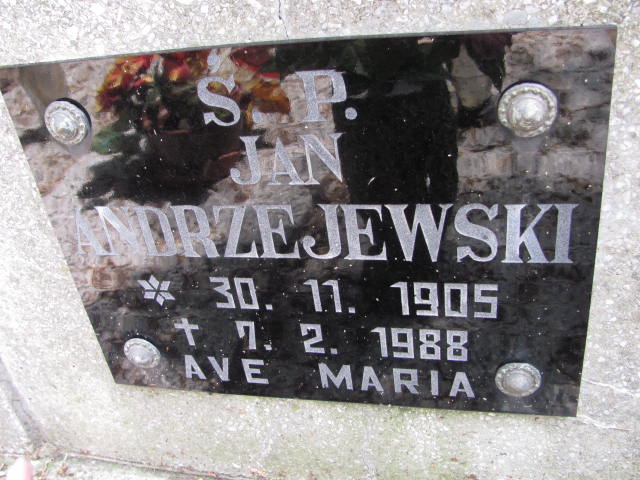 Ś. P.
JAN
ANDRZEJEWSKI
* 30. 11. 1905
† 7. 2. 1988
AVE MARIA